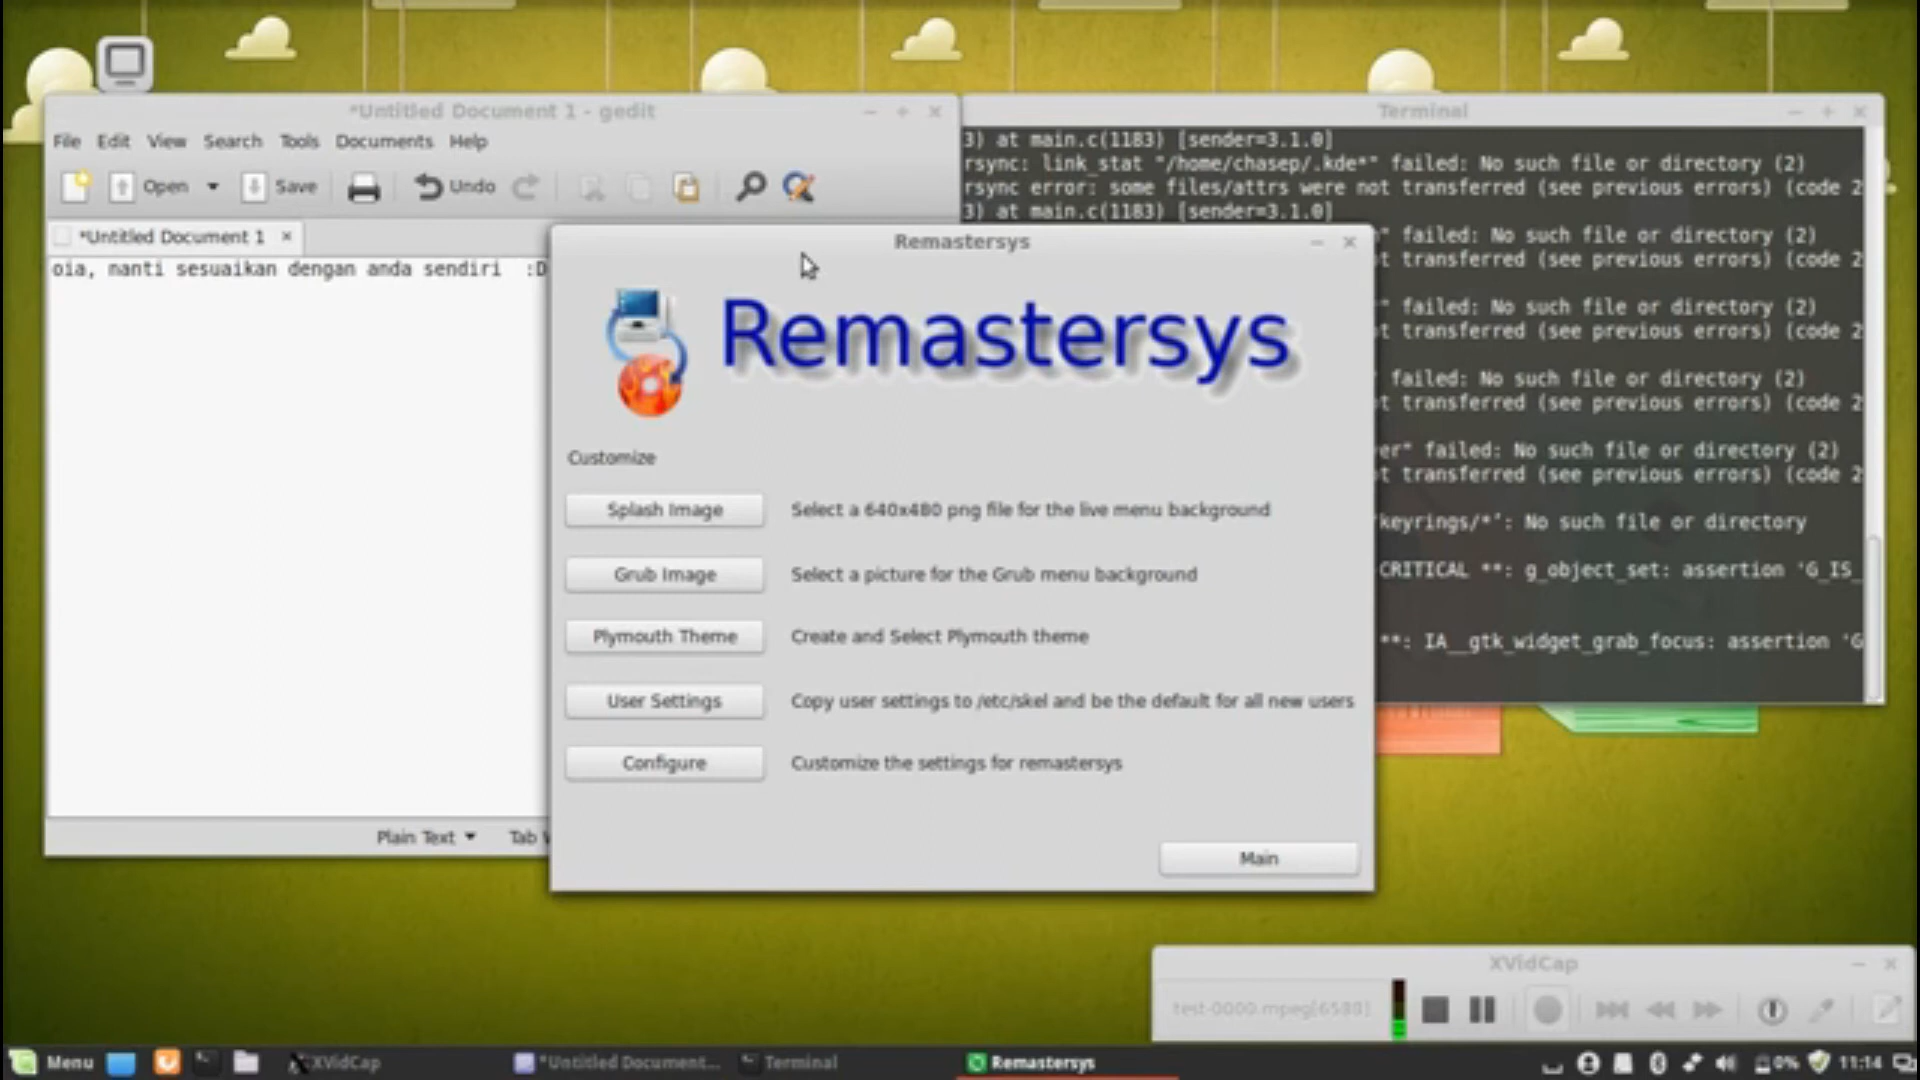 *Untitled Document 1 - gedit
File Edit View Search Tools Documents Help
Open Save Undo
*Untitled Document 1
oia, nanti sesuaikan dengan anda sendiri :D
Plain Text
Tab
Terminal
3) at main.c(1183) [sender=3.1.0]
rsync: link_stat "/home/chasep/.kde*" failed: No such file or directory (2)
rsync error: some files/attrs were not transferred (see previous errors) (code 2
3) at main.c(1183) [sender=3.1.0]
" failed: No such file or directory (2)
t transferred (see previous errors) (code 2
" failed: No such file or directory (2)
t transferred (see previous errors) (code 2
failed: No such file or directory (2)
t transferred (see previous errors) (code 2
er" failed: No such file or directory (2)
t transferred (see previous errors) (code 2
keyrings/*': No such file or directory
CRITICAL **: g_object_set: assertion 'G_IS_
**: IA__gtk_widget_grab_focus: assertion 'G
Remastersys
Remastersys
Customize
Splash Image Select a 640x480 png file for the live menu background
Grub Image Select a picture for the Grub menu background
Plymouth Theme Create and Select Plymouth theme
User Settings Copy user settings to /etc/skel and be the default for all new users
Configure Customize the settings for remastersys
Main
XVidCap
test-0000.mpeg[6589]
Menu XVidCap *Untitled Document... Terminal Remastersys 0% 11:14